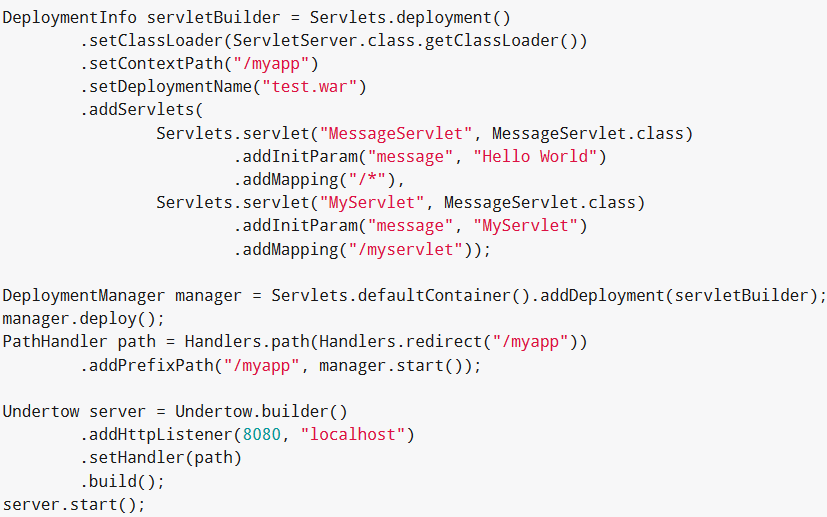 DeploymentInfo servletBuilder = Servlets.deployment()
        .setClassLoader(ServletServer.class.getClassLoader())
        .setContextPath("/myapp")
        .setDeploymentName("test.war")
        .addServlets(
                Servlets.servlet("MessageServlet", MessageServlet.class)
                        .addInitParam("message", "Hello World")
                        .addMapping("/*"),
                Servlets.servlet("MyServlet", MessageServlet.class)
                        .addInitParam("message", "MyServlet")
                        .addMapping("/myservlet"));

DeploymentManager manager = Servlets.defaultContainer().addDeployment(servletBuilder);
manager.deploy();
PathHandler path = Handlers.path(Handlers.redirect("/myapp"))
        .addPrefixPath("/myapp", manager.start());

Undertow server = Undertow.builder()
        .addHttpListener(8080, "localhost")
        .setHandler(path)
        .build();
server.start();